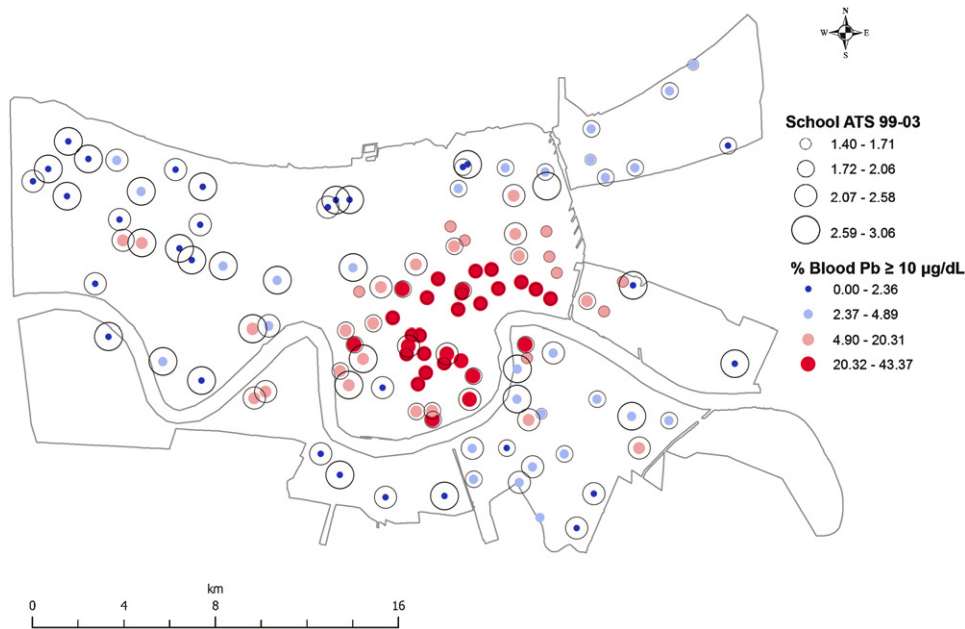 N
W E
S
School ATS 99-03
1.40 - 1.71
1.72 - 2.06
2.07 - 2.58
2.59 - 3.06
% Blood Pb ≥ 10 µg/dL
0.00 - 2.36
2.37 - 4.89
4.90 - 20.31
20.32 - 43.37
km
0 4 8 16